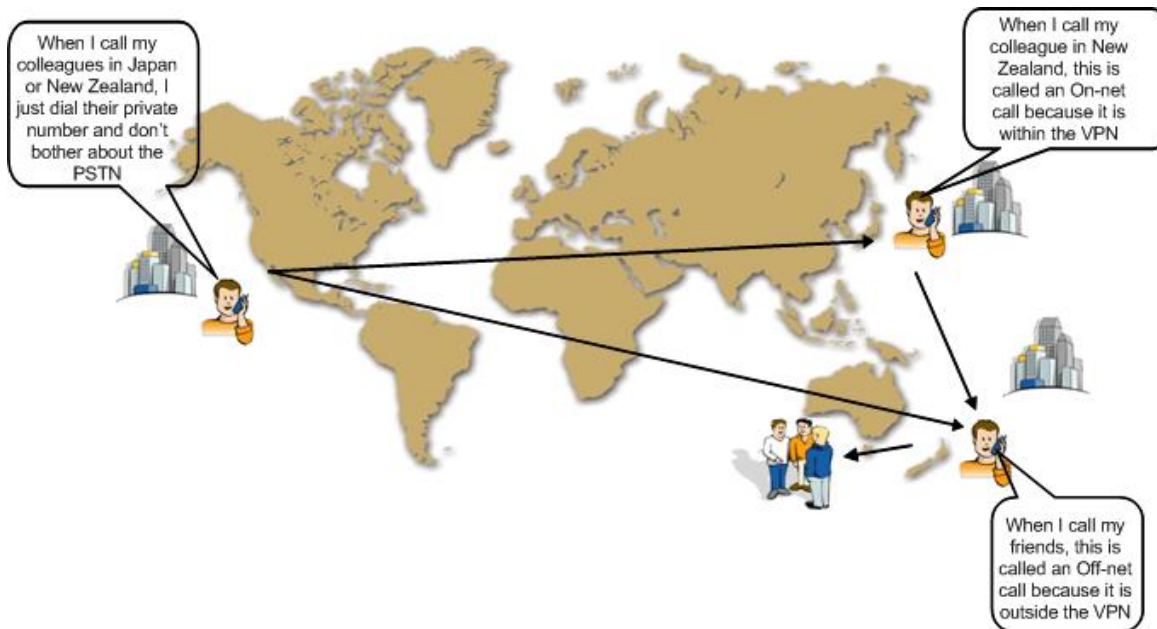 When I call my
colleagues in Japan
or New Zealand, I
just dial their private
number and don't
bother about the
PSTN
When I call my
colleague in New
Zealand, this is
called an On-net
call because it is
within the VPN
When I call my
friends, this is
called an Off-net
call because it is
outside the VPN